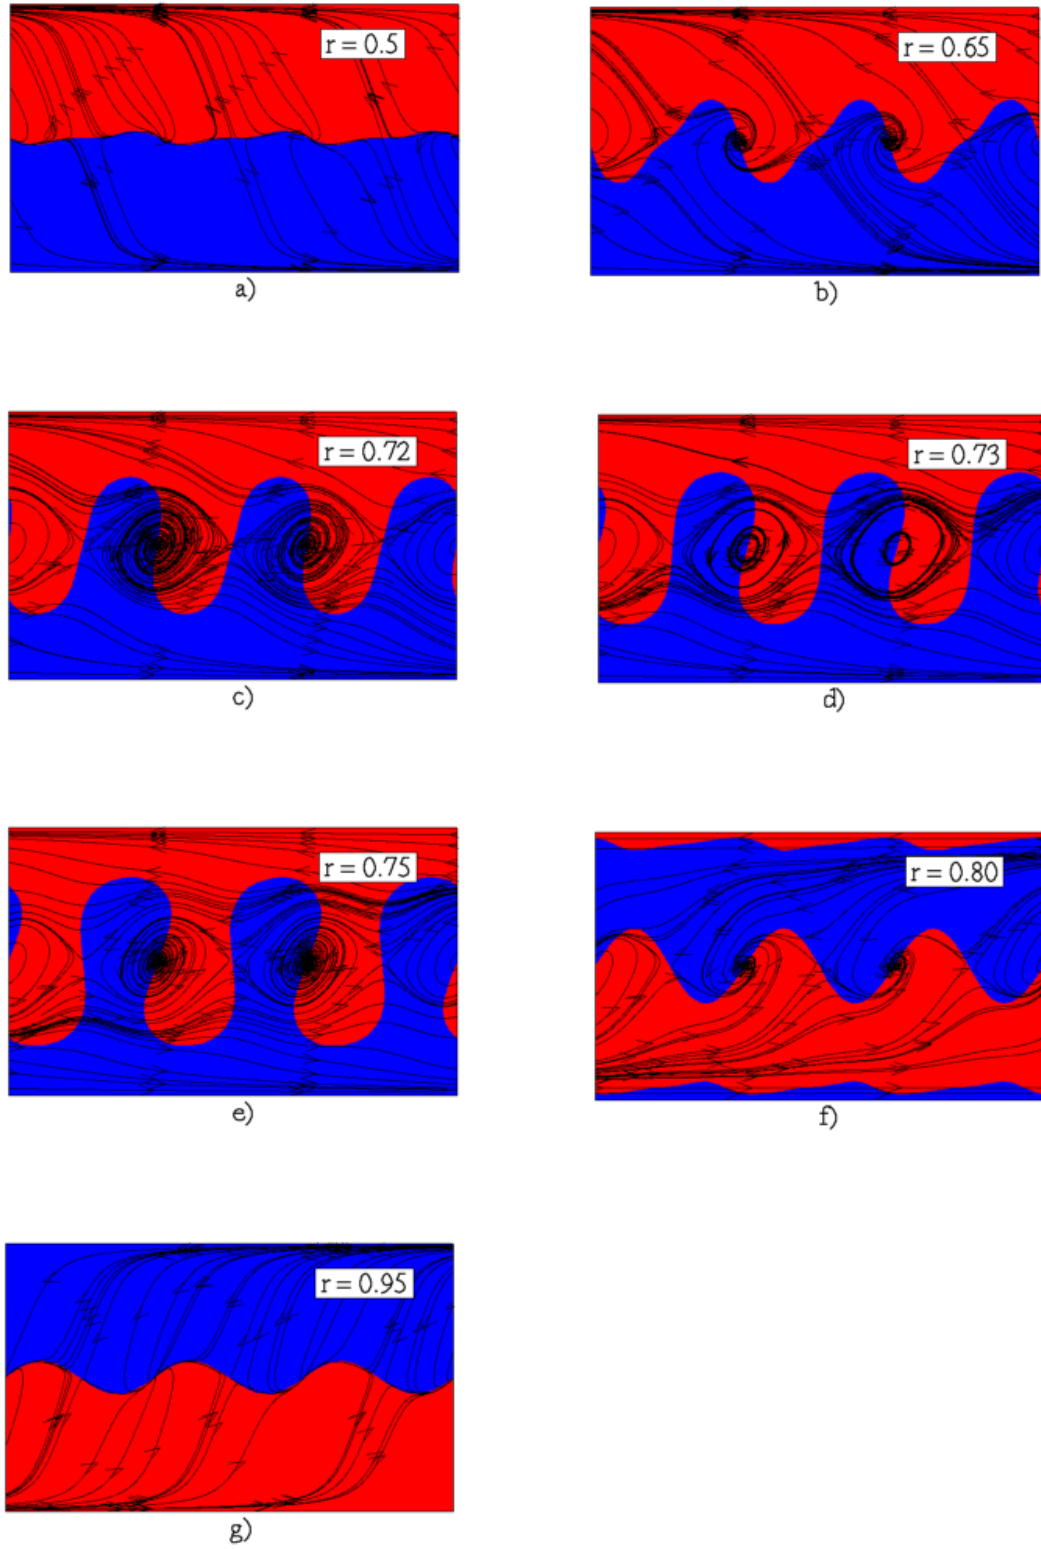 r = 0.5
a)
r = 0.65
b)
r = 0.72
c)
r = 0.73
d)
r = 0.75
e)
r = 0.80
f)
r = 0.95
g)